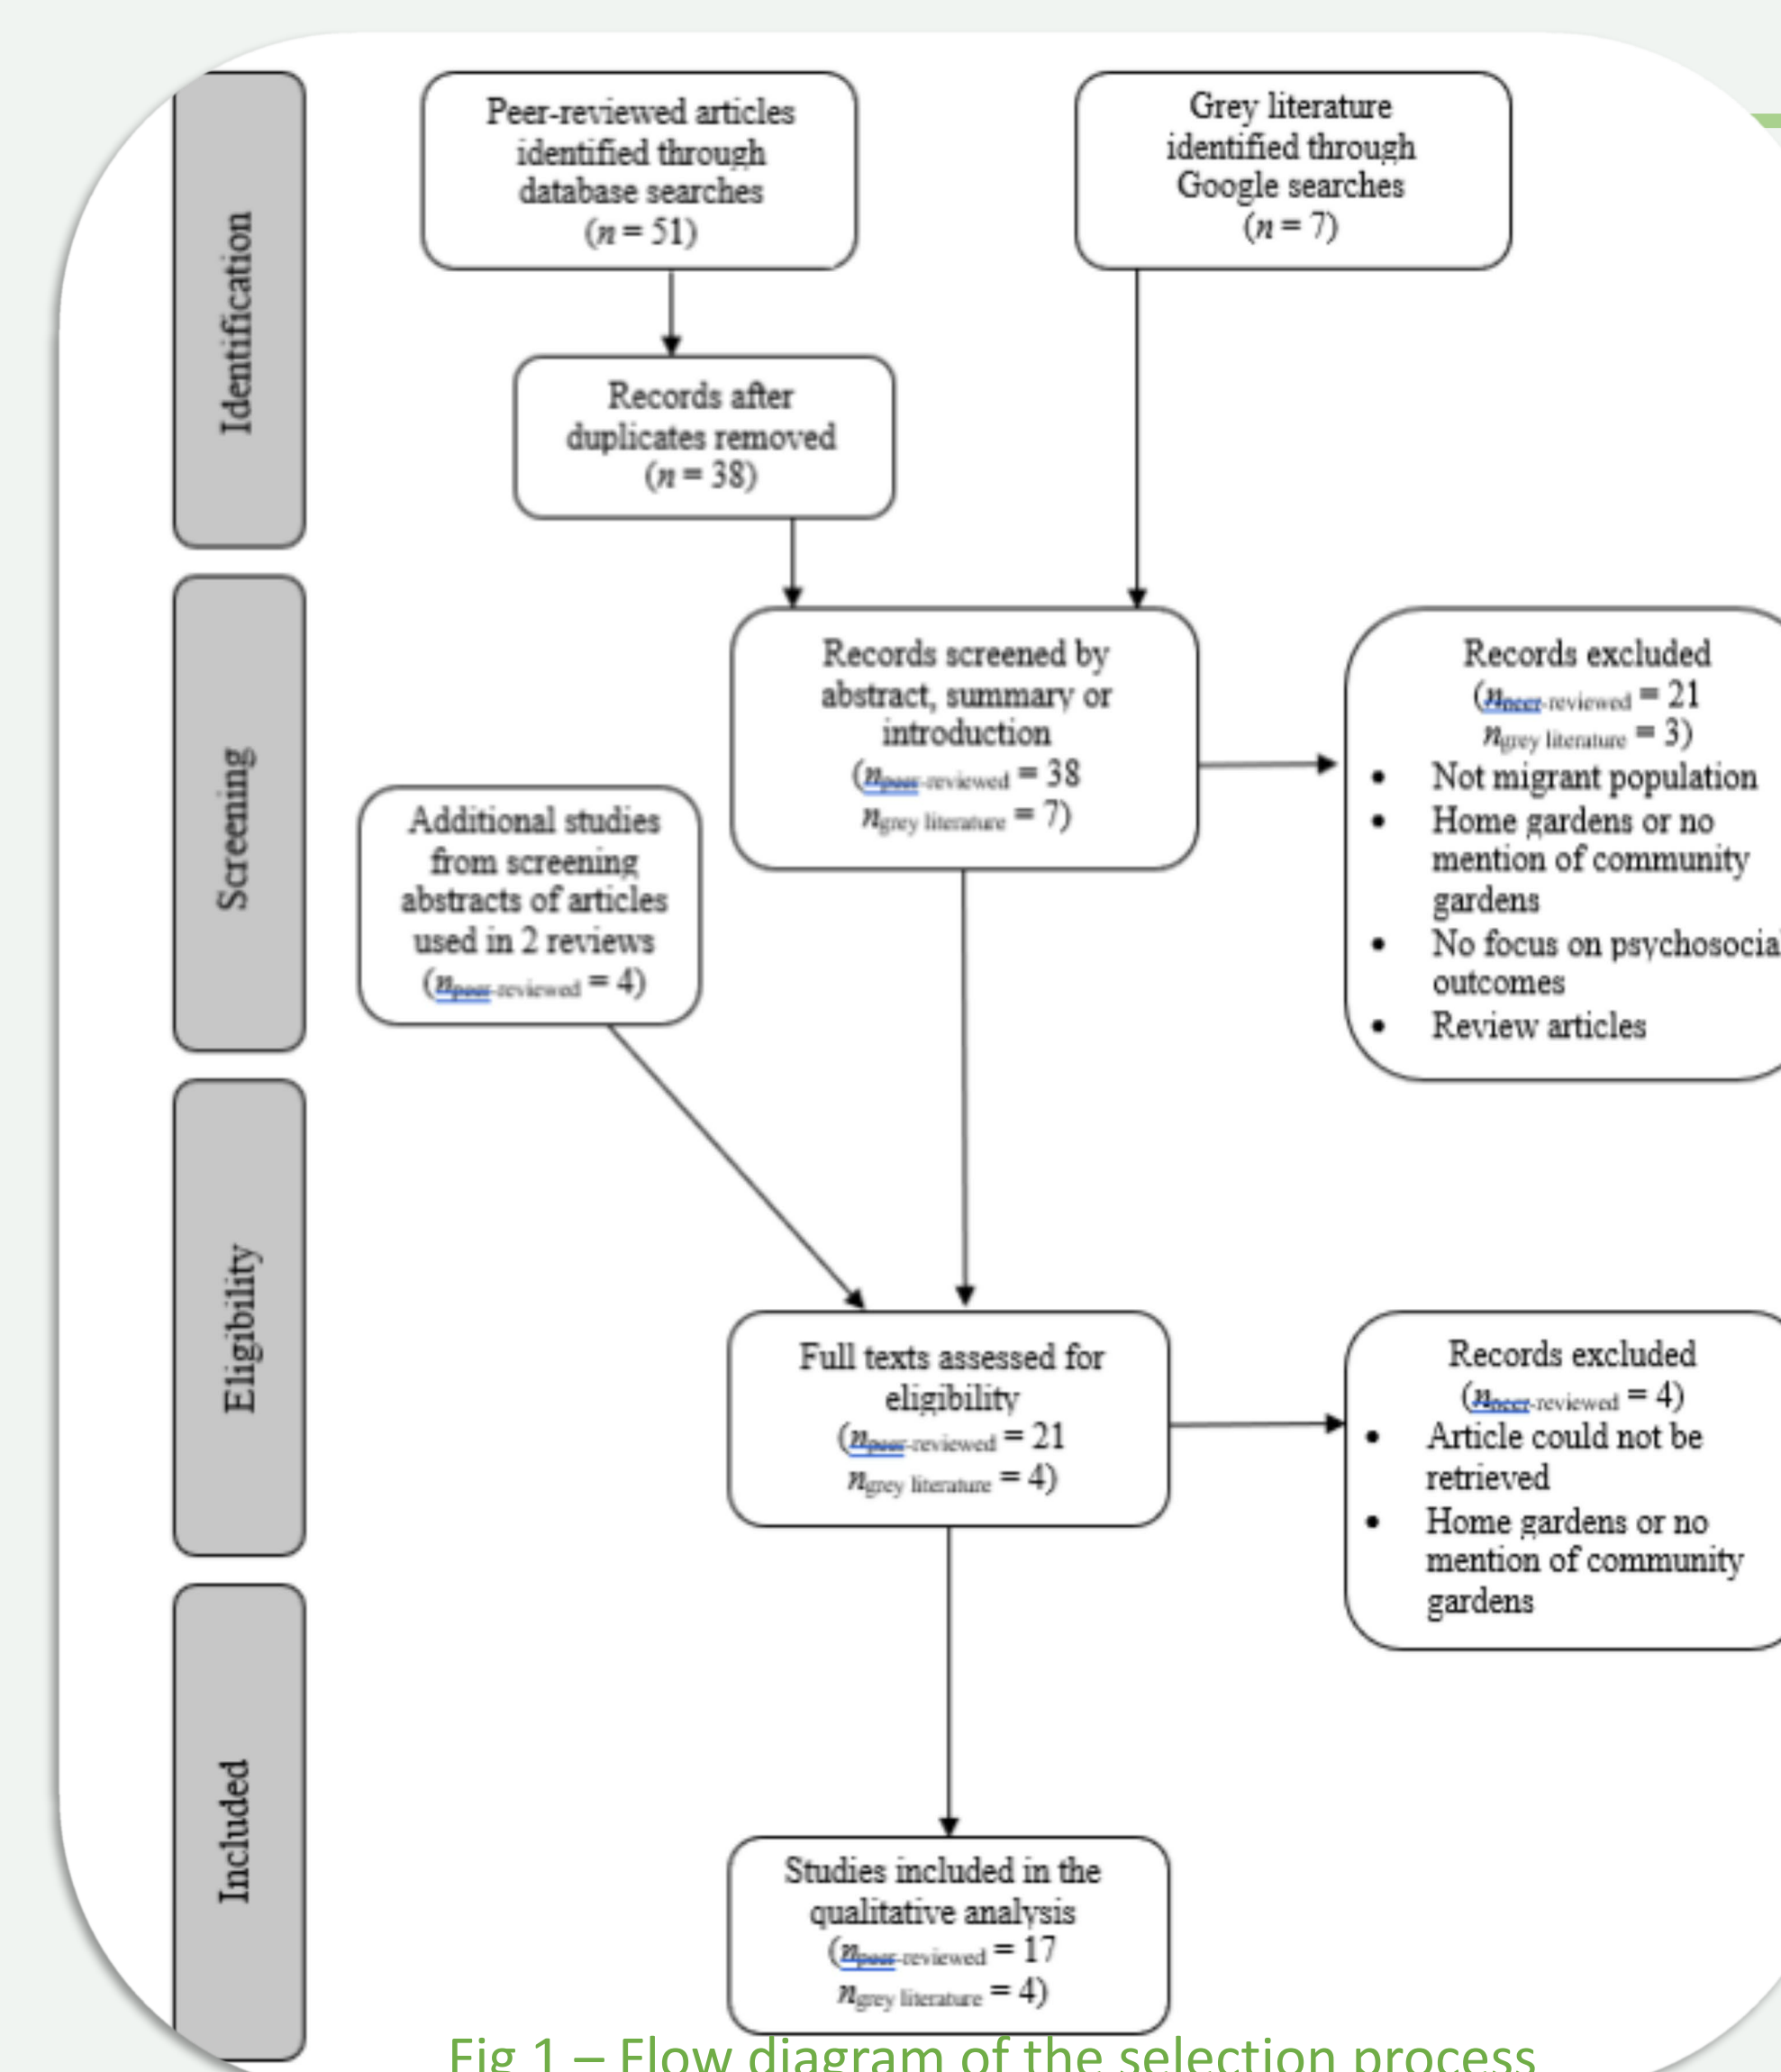 Identification
Peer-reviewed articles
identified through
database searches
(n = 51)
Grey literature
identified through
Google searches
(n = 7)
Records after
duplicates removed
(n = 38)
Screening
Records screened by
abstract, summary or
introduction
(npeer-reviewed = 38
ngrey literature = 7)
Records excluded
(npeer-reviewed = 21
ngrey literature = 3)
• Not migrant population
• Home gardens or no
mention of community
gardens
• No focus on psychosocial
outcomes
• Review articles
Additional studies
from screening
abstracts of articles
used in 2 reviews
(npeer-reviewed = 4)
Eligibility
Full texts assessed for
eligibility
(npeer-reviewed = 21
ngrey literature = 4)
Records excluded
(npeer-reviewed = 4)
• Article could not be
retrieved
• Home gardens or no
mention of community
gardens
Included
Studies included in the
qualitative analysis
(npeer-reviewed = 17
ngrey literature = 4)
Fig 1 – Flow diagram of the selection process